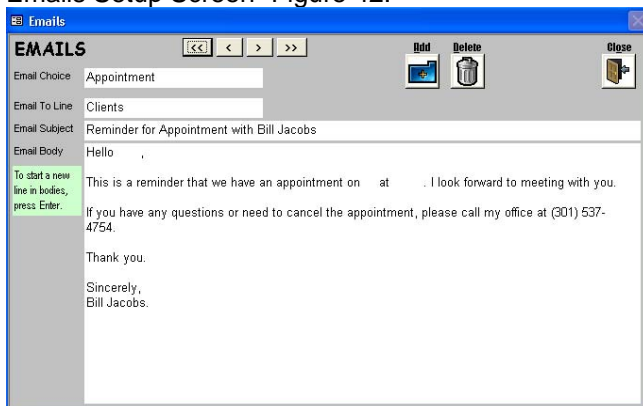 Emails Setup Screen Figure 42:
Emails
EMAILS
<< < > >>
Add Delete Close
Email Choice Appointment
Email To Line Clients
Email Subject Reminder for Appointment with Bill Jacobs
Email Body Hello ,
To start a new
line in bodies,
press Enter.
This is a reminder that we have an appointment on at . I look forward to meeting with you.
If you have any questions or need to cancel the appointment, please call my office at (301) 537-
4754.
Thank you.
Sincerely,
Bill Jacobs.